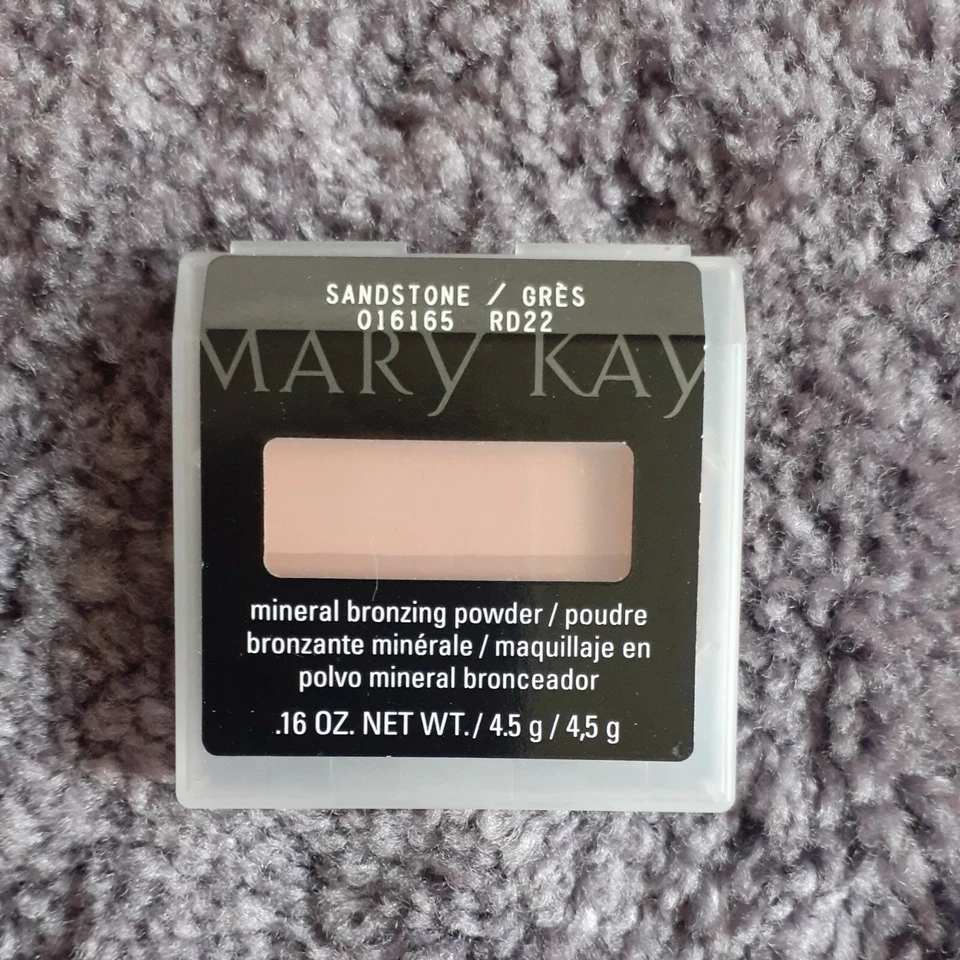 SANDSTONE / GRÈS
016165 RD22
MARY KAY
mineral bronzing powder / poudre
bronzante minérale / maquillaje en
polvo mineral bronceador
.16 OZ. NET WT. / 4.5 g / 4,5 g